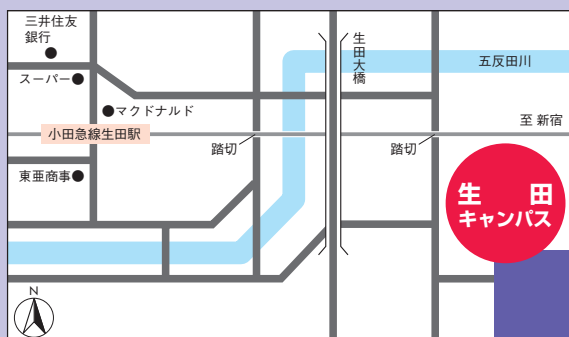 三井住友
銀行
スーパー
マクドナルド
小田急線生田駅
東亜商事
踏切
生田大橋
五反田川
至 新宿
踏切
生 田
キャンパス
N